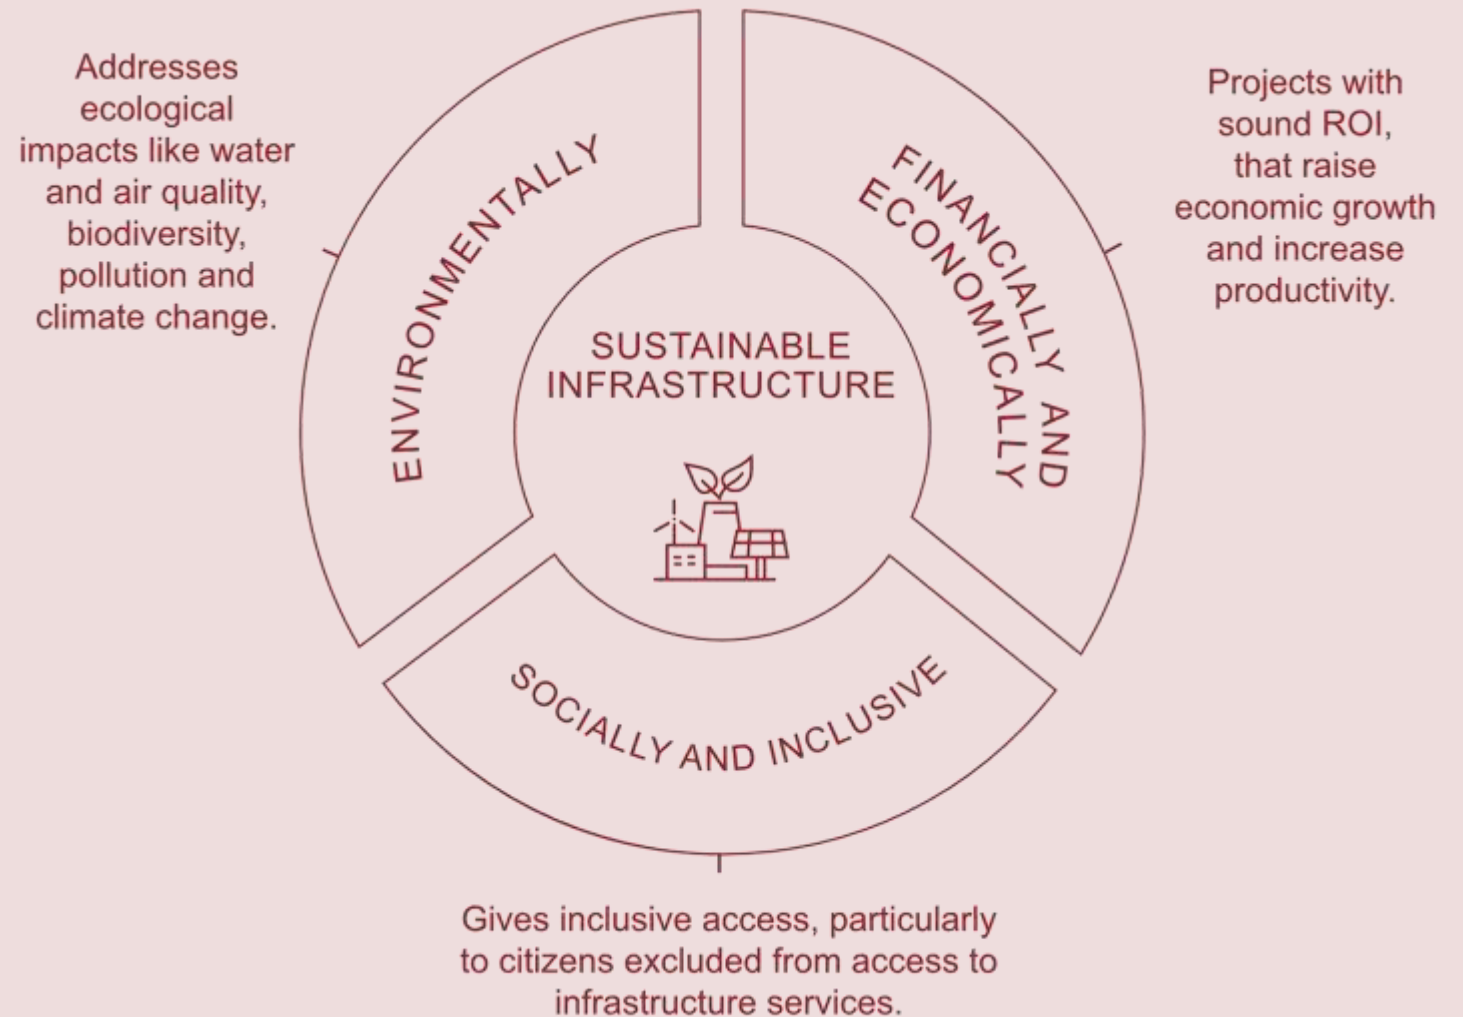 Addresses
ecological
impacts like water
and air quality,
biodiversity,
pollution and
climate change.
ENVIRONMENTALLY
FINANCIALLY AND
ECONOMICALLY
Projects with
sound ROI,
that raise
economic growth
and increase
productivity.
SUSTAINABLE
INFRASTRUCTURE
SOCIALLY AND INCLUSIVE
Gives inclusive access, particularly
to citizens excluded from access to
infrastructure services.